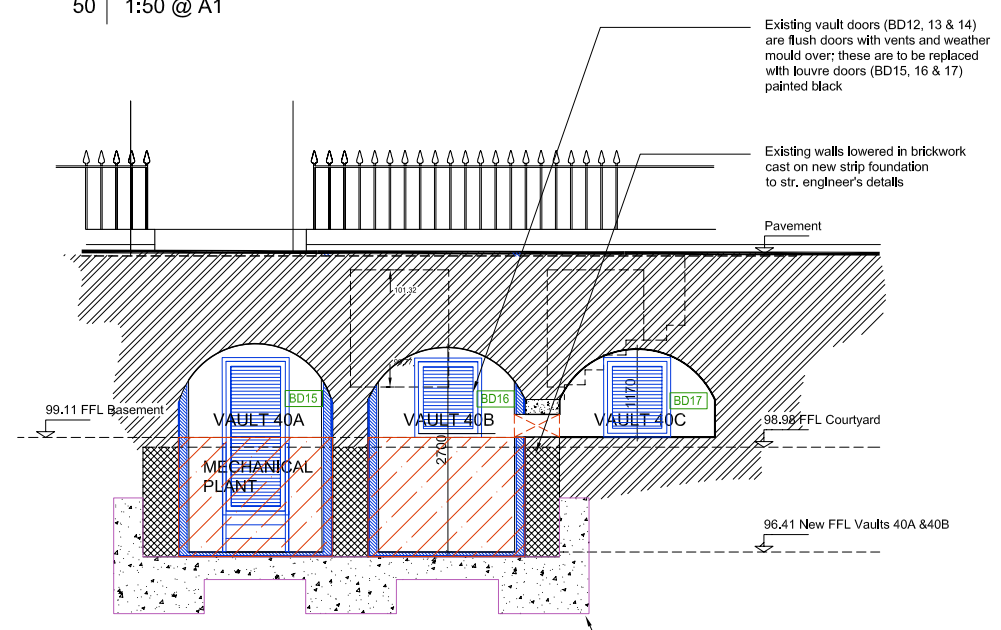 50 1:50 @ A1
Existing vault doors (BD12, 13 & 14)
are flush doors with vents and weather
mould over; these are to be replaced
with louvre doors (BD15, 16 & 17)
painted black
Existing walls lowered in brickwork
cast on new strip foundation
to str. engineer's details
Pavement
101.32
BD15
BD16
BD17
1170
99.11 FFL Basement
VAULT 40A
VAULT 40B
VAULT 40C
98.98 FFL Courtyard
2700
MECHANICAL
PLANT
96.41 New FFL Vaults 40A &40B